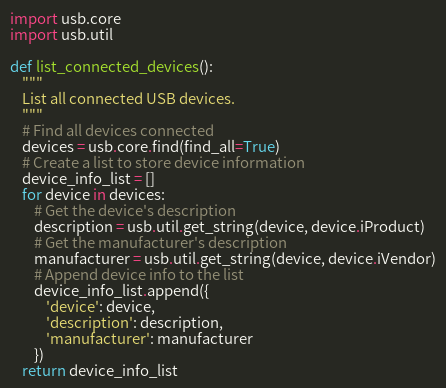 import usb.core
import usb.util

def list_connected_devices():
    """
    List all connected USB devices.
    """
    # Find all devices connected
    devices = usb.core.find(find_all=True)
    # Create a list to store device information
    device_info_list = []
    for device in devices:
        # Get the device's description
        description = usb.util.get_string(device, device.iProduct)
        # Get the manufacturer's description
        manufacturer = usb.util.get_string(device, device.iVendor)
        # Append device info to the list
        device_info_list.append({
            'device': device,
            'description': description,
            'manufacturer': manufacturer
        })
    return device_info_list